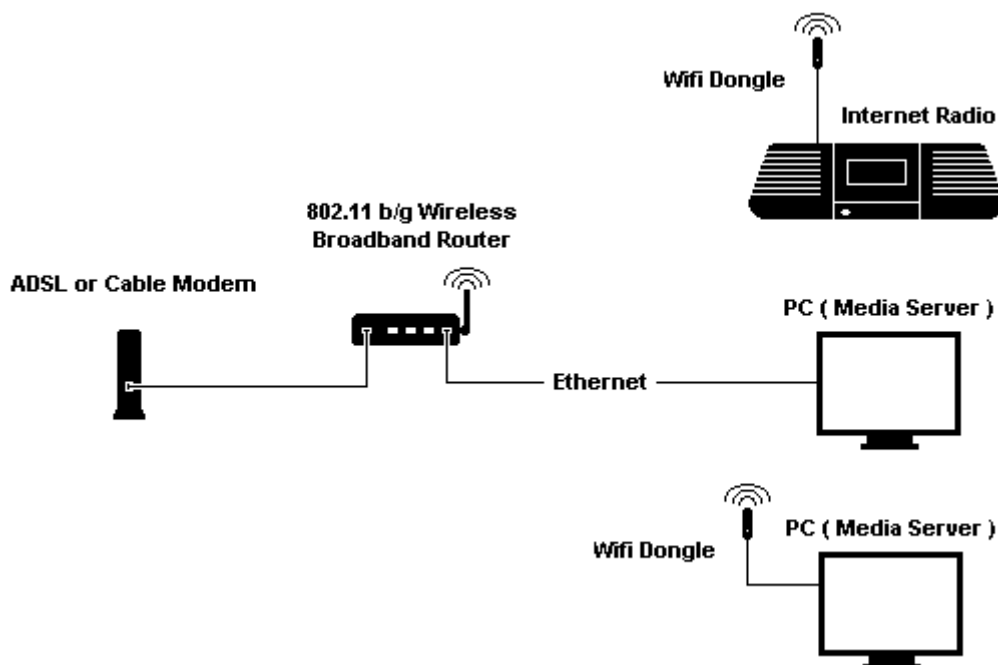 Wifi Dongle
Internet Radio
802.11 b/g Wireless
Broadband Router
ADSL or Cable Modem
PC ( Media Server )
Ethernet
PC ( Media Server )
Wifi Dongle